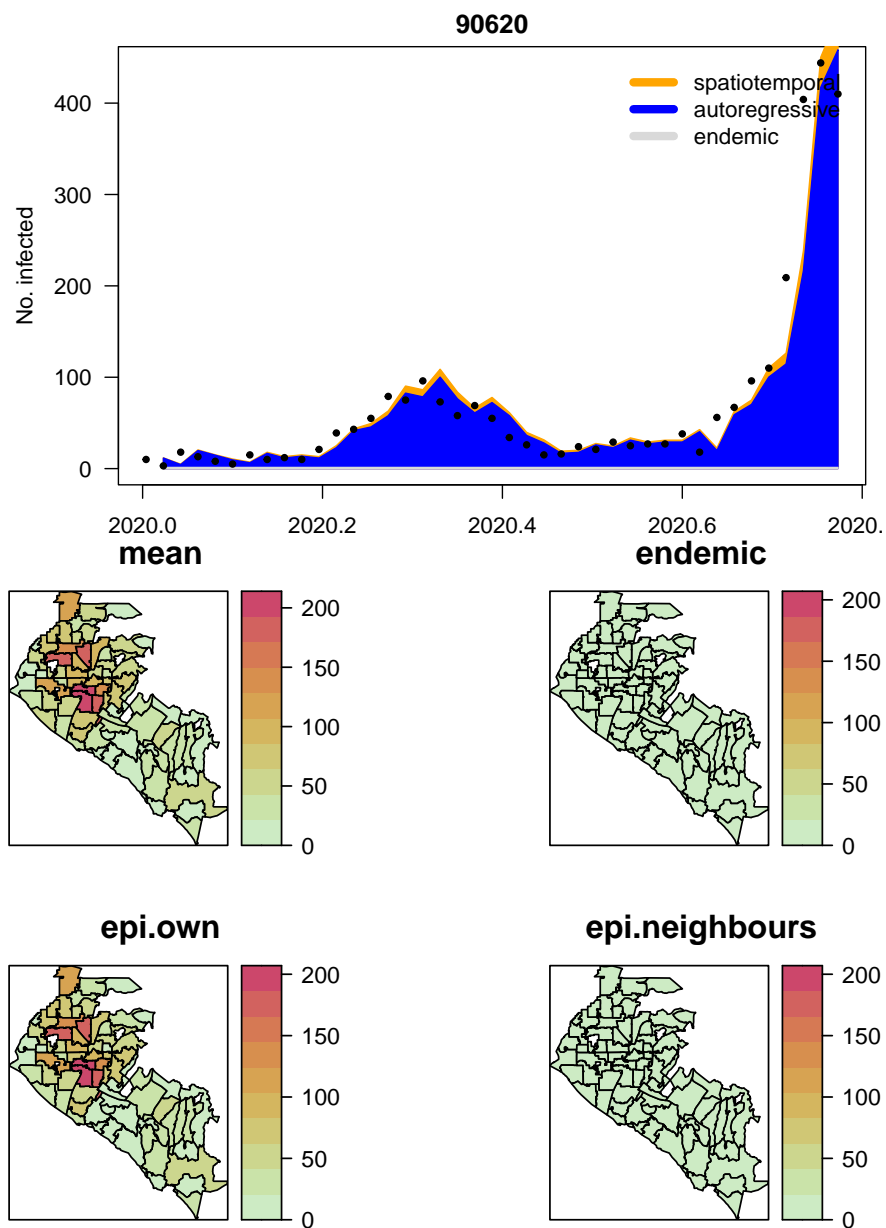 90620
No. infected
400
300
200
100
0
spatiotemporal
autoregressive
endemic
2020.0 2020.2 2020.4 2020.6 2020.
mean endemic
200 200
150 150
100 100
50 50
0 0
epi.own epi.neighbours
200 200
150 150
100 100
50 50
0 0